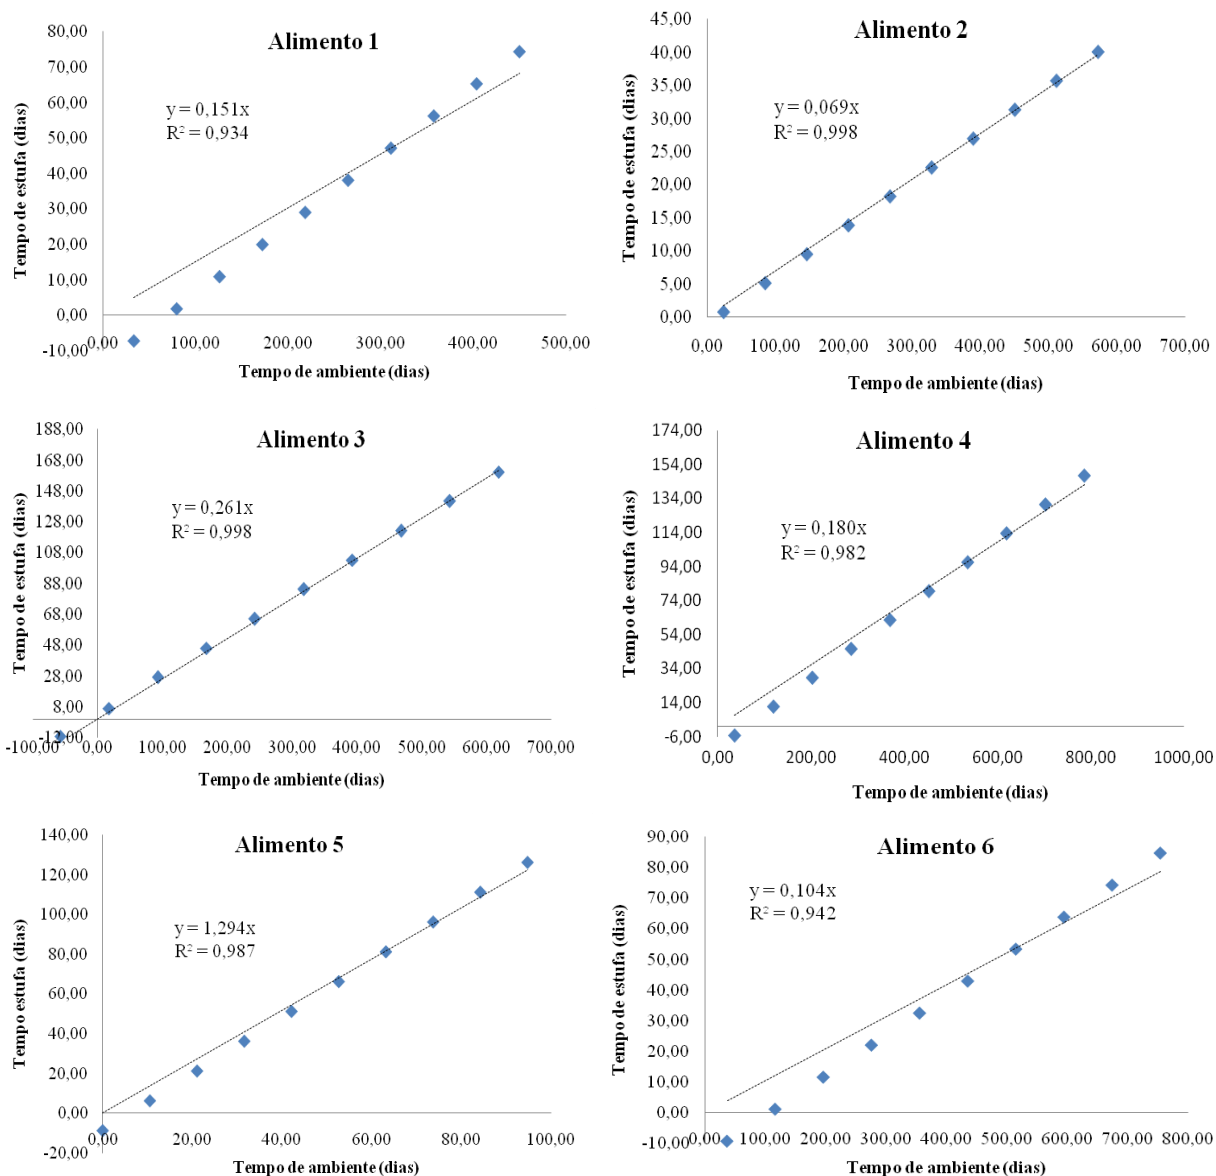 Alimento 1
y = 0,151x
R² = 0,934
Tempo de estufa (dias)
80,00
70,00
60,00
50,00
40,00
30,00
20,00
10,00
0,00
-10,00
0,00 100,00 200,00 300,00 400,00 500,00
Tempo de ambiente (dias)
Alimento 2
y = 0,069x
R² = 0,998
Tempo de estufa (dias)
45,00
40,00
35,00
30,00
25,00
20,00
15,00
10,00
5,00
0,00
0,00 100,00 200,00 300,00 400,00 500,00 600,00 700,00
Tempo de ambiente (dias)
Alimento 3
y = 0,261x
R² = 0,998
Tempo de estufa (dias)
188,00
168,00
148,00
128,00
108,00
88,00
68,00
48,00
28,00
8,00
-12,00
-100,00 0,00 100,00 200,00 300,00 400,00 500,00 600,00 700,00
Tempo de ambiente (dias)
Alimento 4
y = 0,180x
R² = 0,982
Tempo de estufa (dias)
174,00
154,00
134,00
114,00
94,00
74,00
54,00
34,00
14,00
-6,00
0,00 200,00 400,00 600,00 800,00 1000,00
Tempo de ambiente (dias)
Alimento 5
y = 1,294x
R² = 0,987
Tempo estufa (dias)
140,00
120,00
100,00
80,00
60,00
40,00
20,00
0,00
-20,00
0,00 20,00 40,00 60,00 80,00 100,00
Tempo de ambiente (dias)
Alimento 6
y = 0,104x
R² = 0,942
Tempo de estufa (dias)
90,00
80,00
70,00
60,00
50,00
40,00
30,00
20,00
10,00
0,00
-10,00
0,00 100,00 200,00 300,00 400,00 500,00 600,00 700,00 800,00
Tempo de ambiente (dias)